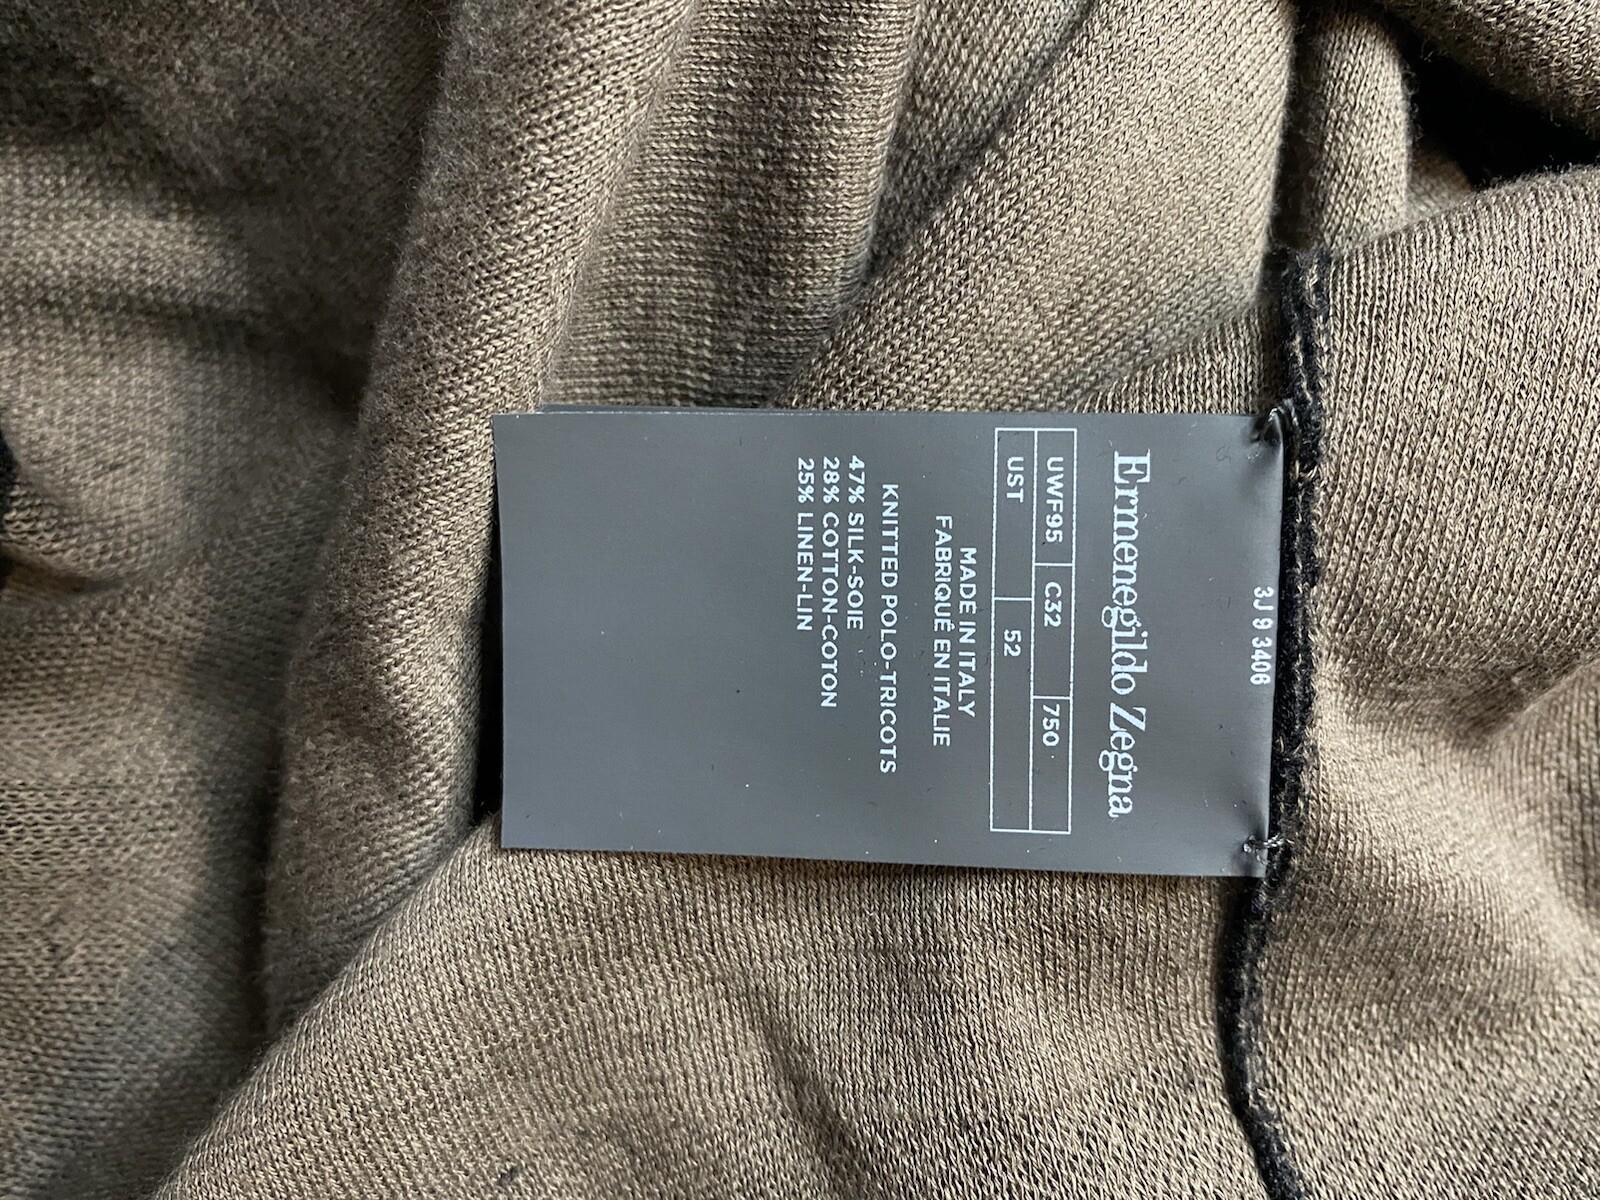 3J 9 3406
Ermenegildo Zegna
UWF95 C32 750
UST 52
MADE IN ITALY
FABRIQUÉ EN ITALIE
KNITTED POLO-TRICOTS
47% SILK-SOIE
28% COTTON-COTON
25% LINEN-LIN